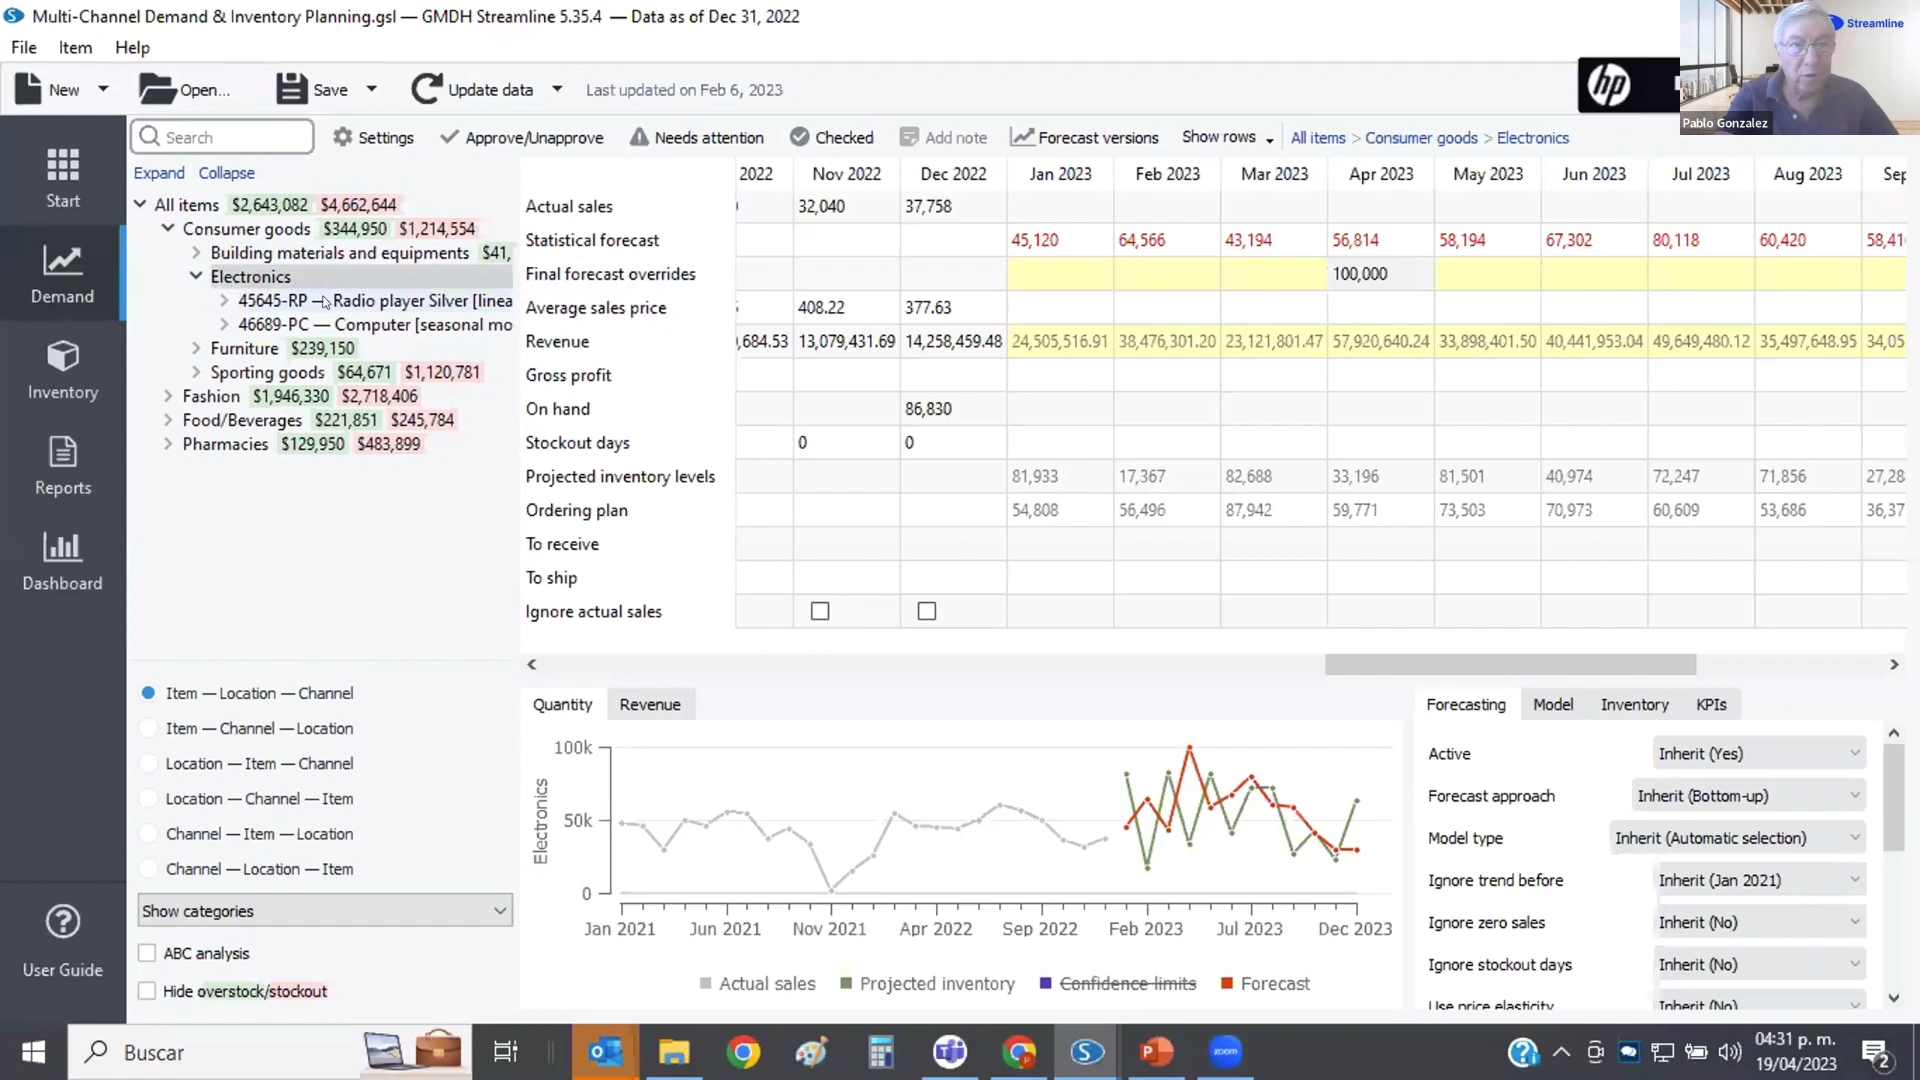 Multi-Channel Demand & Inventory Planning.gsl — GMDH Streamline 5.35.4 — Data as of Dec 31, 2022
Streamline
File Item Help
New Open... Save Update data Last updated on Feb 6, 2023
hp
Pablo Gonzalez
Search Settings Approve/Unapprove Needs attention Checked Add note Forecast versions Show rows All items > Consumer goods > Electronics
Start
Demand
Inventory
Reports
Dashboard
User Guide
Expand Collapse
All items $2,643,082 $4,662,644
Consumer goods $344,950 $1,214,554
Building materials and equipments $41,
Electronics
45645-RP — Radio player Silver [linea
46689-PC — Computer [seasonal mo
Furniture $239,150
Sporting goods $64,671 $1,120,781
Fashion $1,946,330 $2,718,406
Food/Beverages $221,851 $245,784
Pharmacies $129,950 $483,899
2022 Nov 2022 Dec 2022 Jan 2023 Feb 2023 Mar 2023 Apr 2023 May 2023 Jun 2023 Jul 2023 Aug 2023 Sep
Actual sales 32,040 37,758
Statistical forecast 45,120 64,566 43,194 56,814 58,194 67,302 80,118 60,420 58,41
Final forecast overrides 100,000
Average sales price 408.22 377.63
Revenue ,684.53 13,079,431.69 14,258,459.48 24,505,516.91 38,476,301.20 23,121,801.47 57,920,640.24 33,898,401.50 40,441,953.04 49,649,480.12 35,497,648.95 34,05
Gross profit
On hand 86,830
Stockout days 0 0
Projected inventory levels 81,933 17,367 82,688 33,196 81,501 40,974 72,247 71,856 27,28
Ordering plan 54,808 56,496 87,942 59,771 73,503 70,973 60,609 53,686 36,37
To receive
To ship
Ignore actual sales
Item — Location — Channel
Item — Channel — Location
Location — Item — Channel
Location — Channel — Item
Channel — Item — Location
Channel — Location — Item
Show categories
ABC analysis
Hide overstock/stockout
Quantity Revenue
100k
50k
0
Electronics
Jan 2021 Jun 2021 Nov 2021 Apr 2022 Sep 2022 Feb 2023 Jul 2023 Dec 2023
Actual sales Projected inventory Confidence limits Forecast
Forecasting Model Inventory KPIs
Active Inherit (Yes)
Forecast approach Inherit (Bottom-up)
Model type Inherit (Automatic selection)
Ignore trend before Inherit (Jan 2021)
Ignore zero sales Inherit (No)
Ignore stockout days Inherit (No)
Use price elasticity Inherit (No)
Buscar
zoom
04:31 p. m.
19/04/2023
2